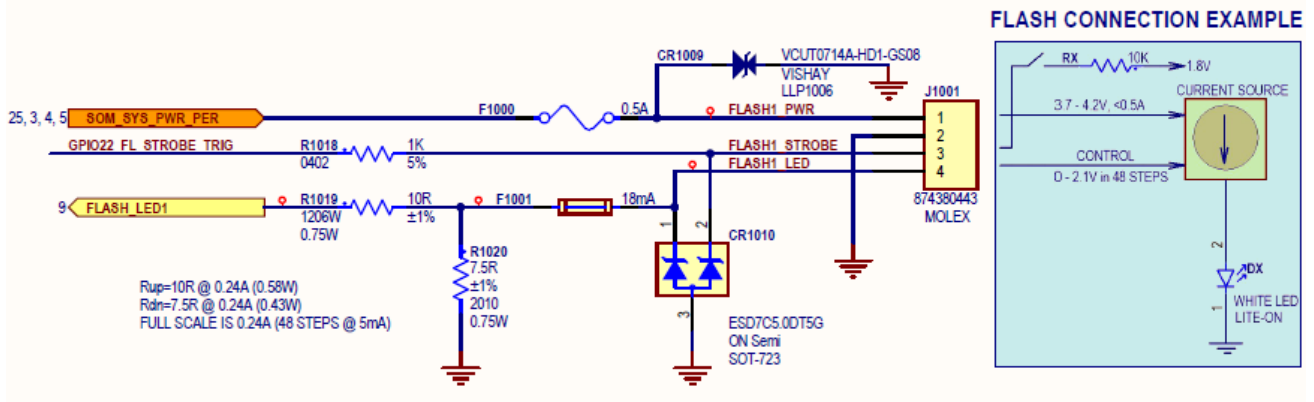 FLASH CONNECTION EXAMPLE
CR1009
VCUT0714A-HD1-GS08
VISHAY
LLP1006
J1001
25, 3, 4, 5
SOM_SYS_PWR_PER
F1000
0.5A
FLASH1_PWR
1
2
3
4
GPIO22_FL_STROBE_TRIG
R1018
0402
1K
5%
FLASH1_STROBE
FLASH1_LED
874380443
MOLEX
9
FLASH_LED1
R1019
1206W
0.75W
10R
±1%
F1001
18mA
1
2
CR1010
3
R1020
7.5R
±1%
2010
0.75W
ESD7C5.0DT5G
ON Semi
SOT-723
Rup=10R @ 0.24A (0.58W)
Rdn=7.5R @ 0.24A (0.43W)
FULL SCALE IS 0.24A (48 STEPS @ 5mA)
RX
10K
1.8V
CURRENT SOURCE
3.7 - 4.2V, <0.5A
CONTROL
0 - 2.1V in 48 STEPS
2
DX
1
WHITE LED
LITE-ON